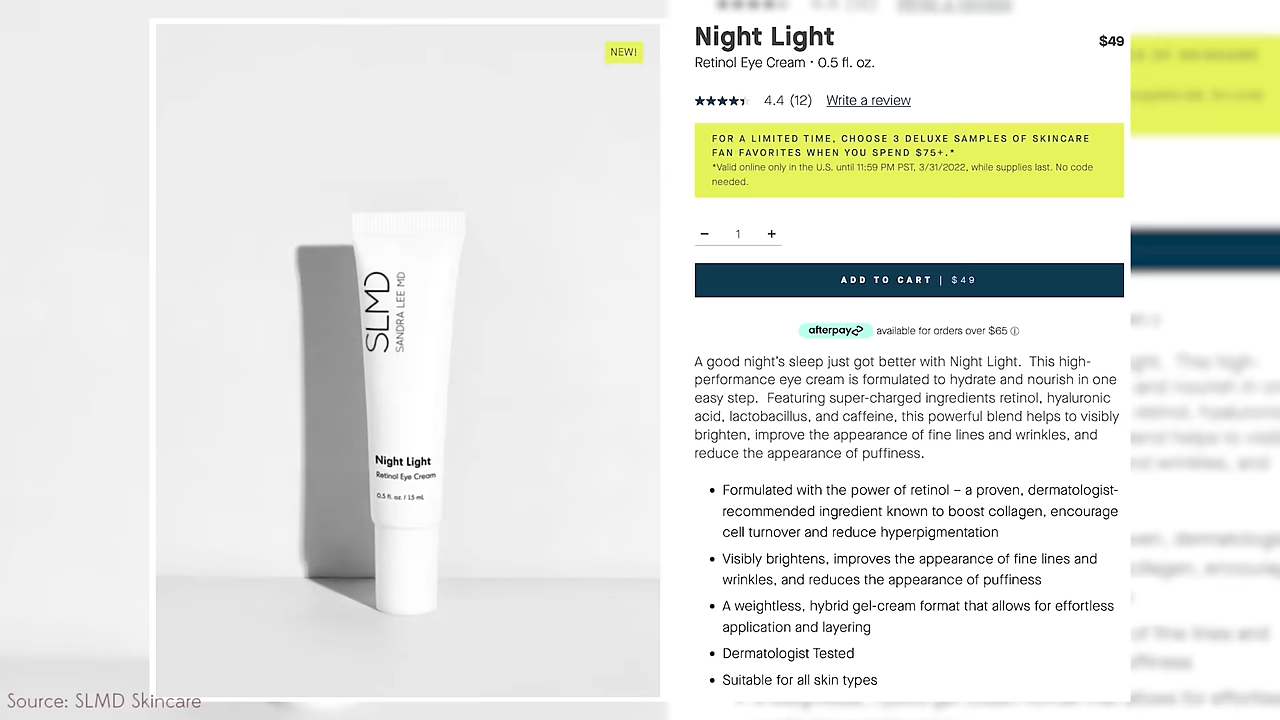 NEW!
SLMD
SANDRA LEE MD
Night Light
Retinol Eye Cream
0.5 fl. oz. / 15 mL
Source: SLMD Skincare
Night Light
$49
Retinol Eye Cream · 0.5 fl. oz.
4.4 (12) Write a review
FOR A LIMITED TIME, CHOOSE 3 DELUXE SAMPLES OF SKINCARE
FAN FAVORITES WHEN YOU SPEND $75+.*
*Valid online only in the U.S. until 11:59 PM PST, 3/31/2022, while supplies last. No code
needed.
− 1 +
ADD TO CART | $49
afterpay available for orders over $65 ⓘ
A good night's sleep just got better with Night Light. This high-
performance eye cream is formulated to hydrate and nourish in one
easy step. Featuring super-charged ingredients retinol, hyaluronic
acid, lactobacillus, and caffeine, this powerful blend helps to visibly
brighten, improve the appearance of fine lines and wrinkles, and
reduce the appearance of puffiness.
• Formulated with the power of retinol – a proven, dermatologist-
recommended ingredient known to boost collagen, encourage
cell turnover and reduce hyperpigmentation
• Visibly brightens, improves the appearance of fine lines and
wrinkles, and reduces the appearance of puffiness
• A weightless, hybrid gel-cream format that allows for effortless
application and layering
• Dermatologist Tested
• Suitable for all skin types